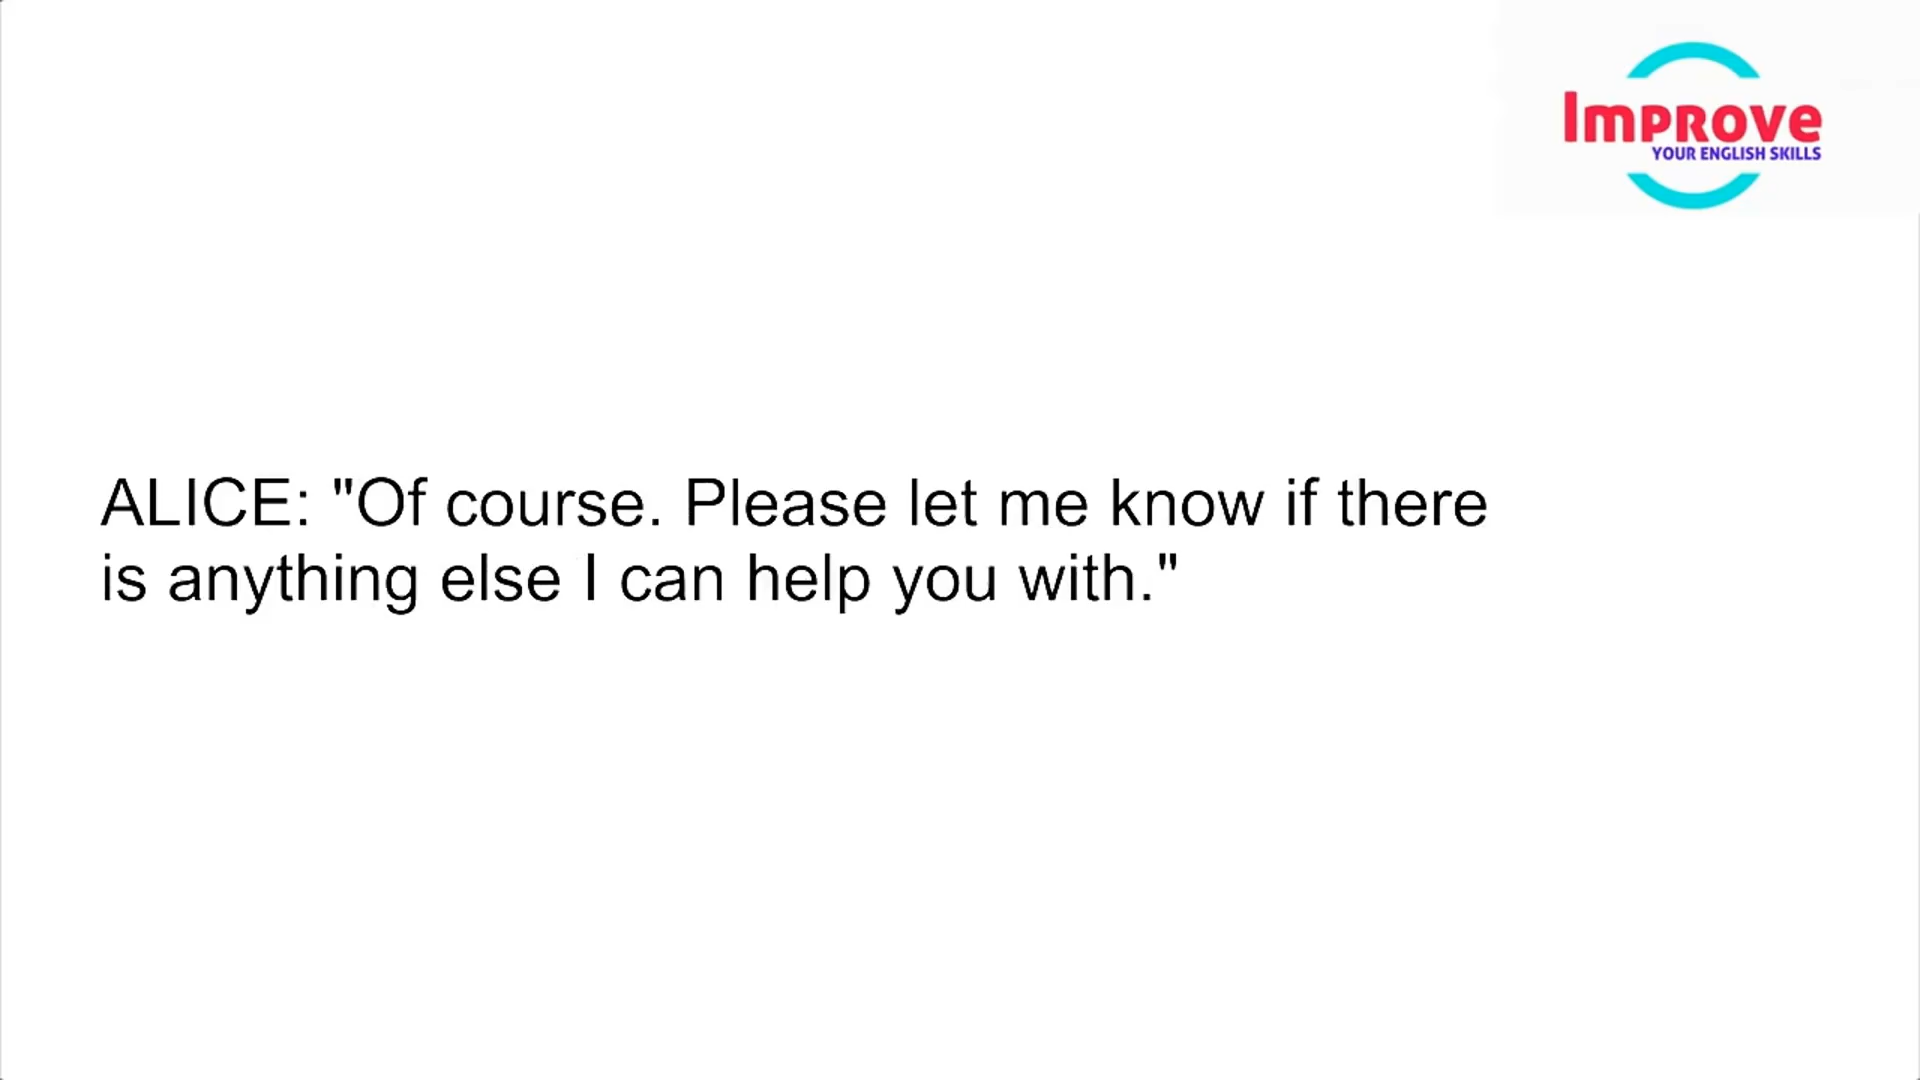 Improve
YOUR ENGLISH SKILLS
ALICE: "Of course. Please let me know if there
is anything else I can help you with."